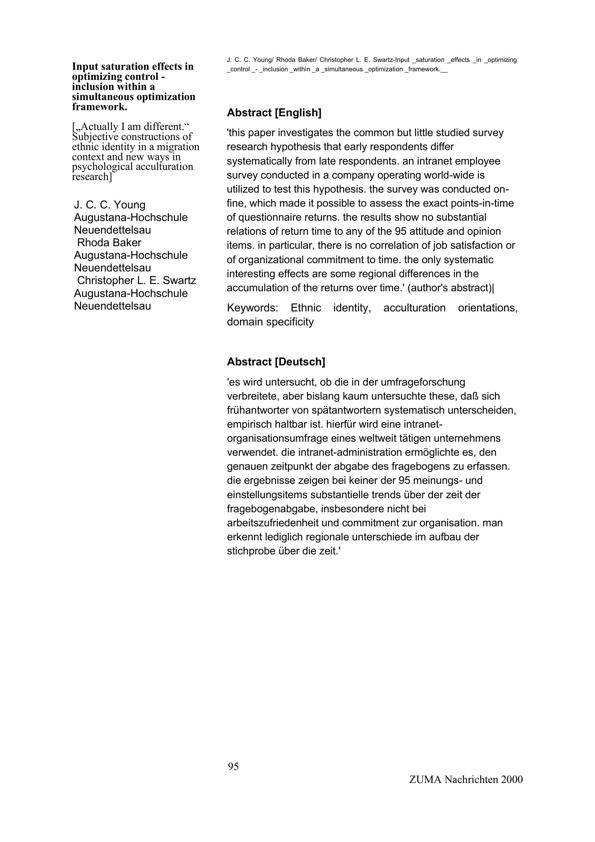 J. C. C. Young/ Rhoda Baker/ Christopher L. E. Swartz-Input _saturation _effects _in _optimizing
_control _- _inclusion _within _a _simultaneous _optimization _framework.__
Input saturation effects in
optimizing control -
inclusion within a
simultaneous optimization
framework.
[„Actually I am different.“
Subjective constructions of
ethnic identity in a migration
context and new ways in
psychological acculturation
research]
J. C. C. Young
Augustana-Hochschule
Neuendettelsau
Rhoda Baker
Augustana-Hochschule
Neuendettelsau
Christopher L. E. Swartz
Augustana-Hochschule
Neuendettelsau
Abstract [English]
'this paper investigates the common but little studied survey
research hypothesis that early respondents differ
systematically from late respondents. an intranet employee
survey conducted in a company operating world-wide is
utilized to test this hypothesis. the survey was conducted on-
fine, which made it possible to assess the exact points-in-time
of questionnaire returns. the results show no substantial
relations of return time to any of the 95 attitude and opinion
items. in particular, there is no correlation of job satisfaction or
of organizational commitment to time. the only systematic
interesting effects are some regional differences in the
accumulation of the returns over time.' (author's abstract)|
Keywords: Ethnic identity, acculturation orientations,
domain specificity
Abstract [Deutsch]
'es wird untersucht, ob die in der umfrageforschung
verbreitete, aber bislang kaum untersuchte these, daß sich
frühantworter von spätantwortern systematisch unterscheiden,
empirisch haltbar ist. hierfür wird eine intranet-
organisationsumfrage eines weltweit tätigen unternehmens
verwendet. die intranet-administration ermöglichte es, den
genauen zeitpunkt der abgabe des fragebogens zu erfassen.
die ergebnisse zeigen bei keiner der 95 meinungs- und
einstellungsitems substantielle trends über der zeit der
fragebogenabgabe, insbesondere nicht bei
arbeitszufriedenheit und commitment zur organisation. man
erkennt lediglich regionale unterschiede im aufbau der
stichprobe über die zeit.'
95
ZUMA Nachrichten 2000